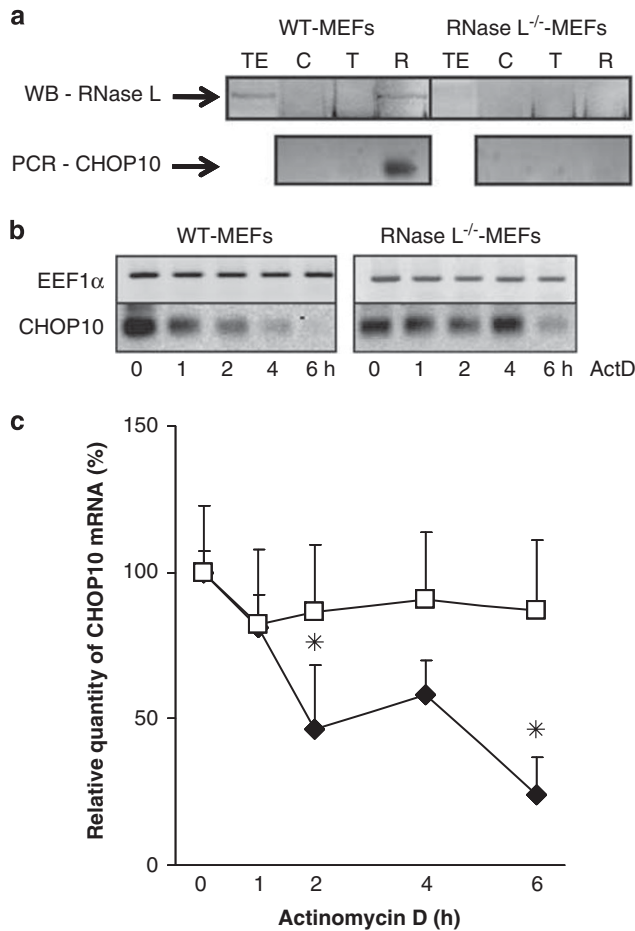 a
WT-MEFs RNase L-/--MEFs
TE C T R TE C T R
WB - RNase L
PCR - CHOP10
b
WT-MEFs RNase L-/--MEFs
EEF1α
CHOP10
0 1 2 4 6 h 0 1 2 4 6 h ActD
c
Relative quantity of CHOP10 mRNA (%)
150
100
50
0
0 1 2 4 6
Actinomycin D (h)